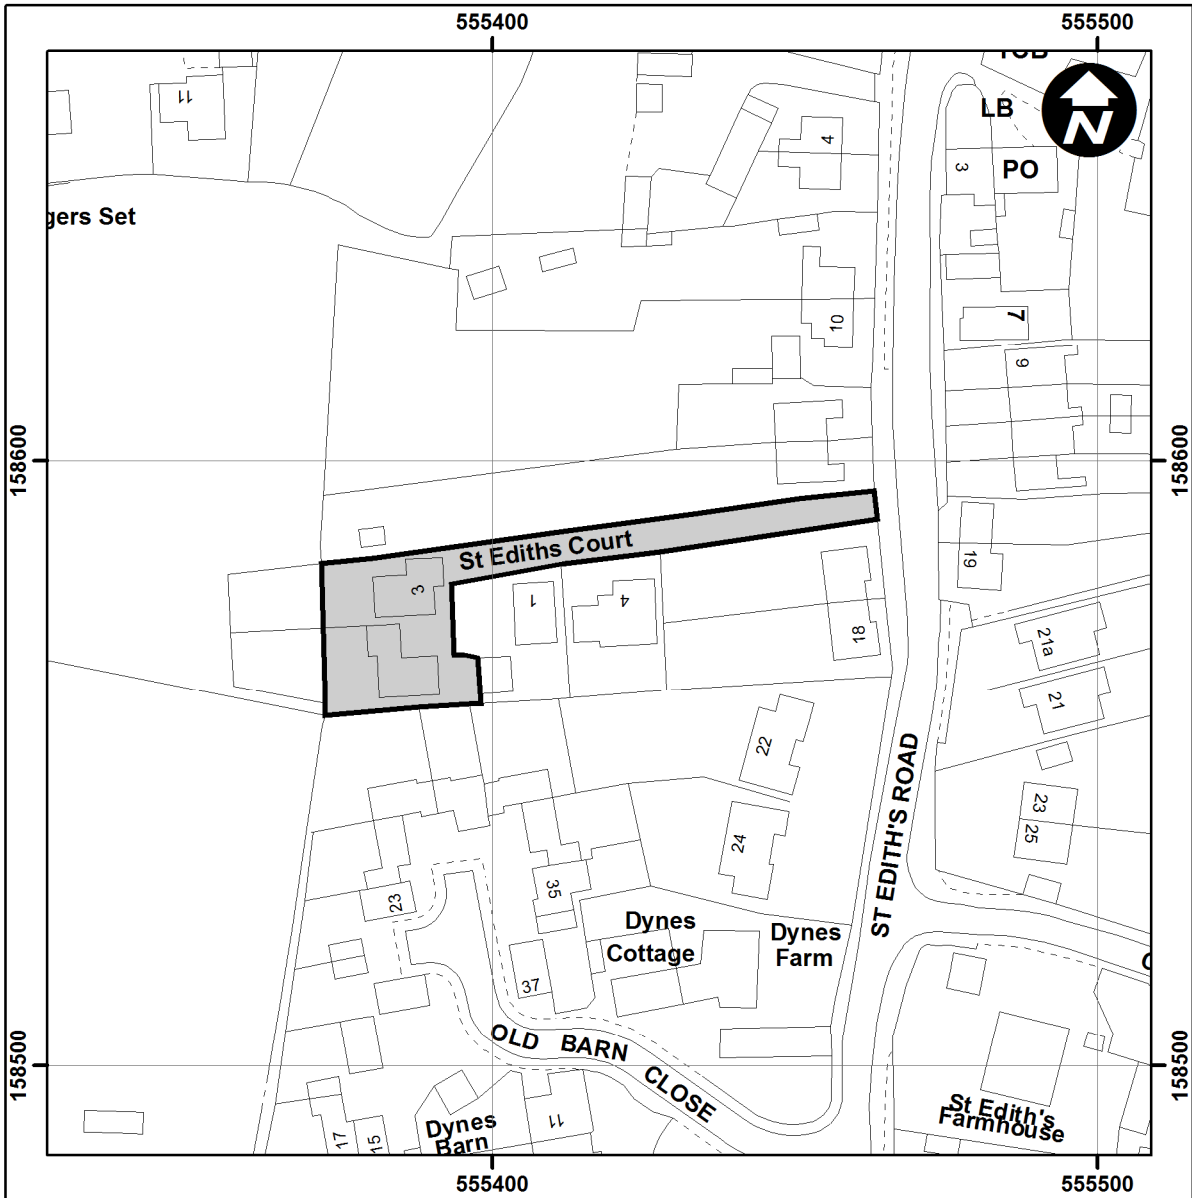 555400
555500
11
LB
N
4
3
PO
gers Set
10
7
9
158600
158600
St Ediths Court
3
1
4
19
18
21a
21
22
23
25
24
ST EDITH'S ROAD
35
23
Dynes
Cottage
Dynes
Farm
37
OLD BARN
CLOSE
158500
158500
17
15
Dynes
Barn
11
St Edith's
Farmhouse
555400
555500